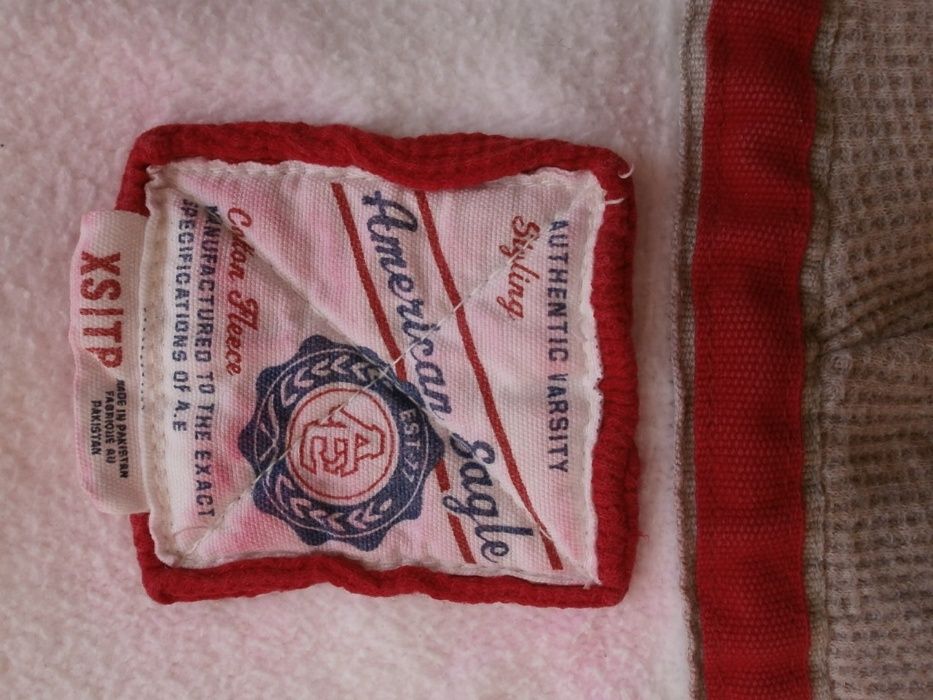 AUTHENTIC VARSITY
Styling
American Eagle
EST 77
AE
Cotton Fleece
MANUFACTURED TO THE EXACT
SPECIFICATIONS OF A.E
XS|TP
MADE IN PAKISTAN
FABRIQUE AU
PAKISTAN